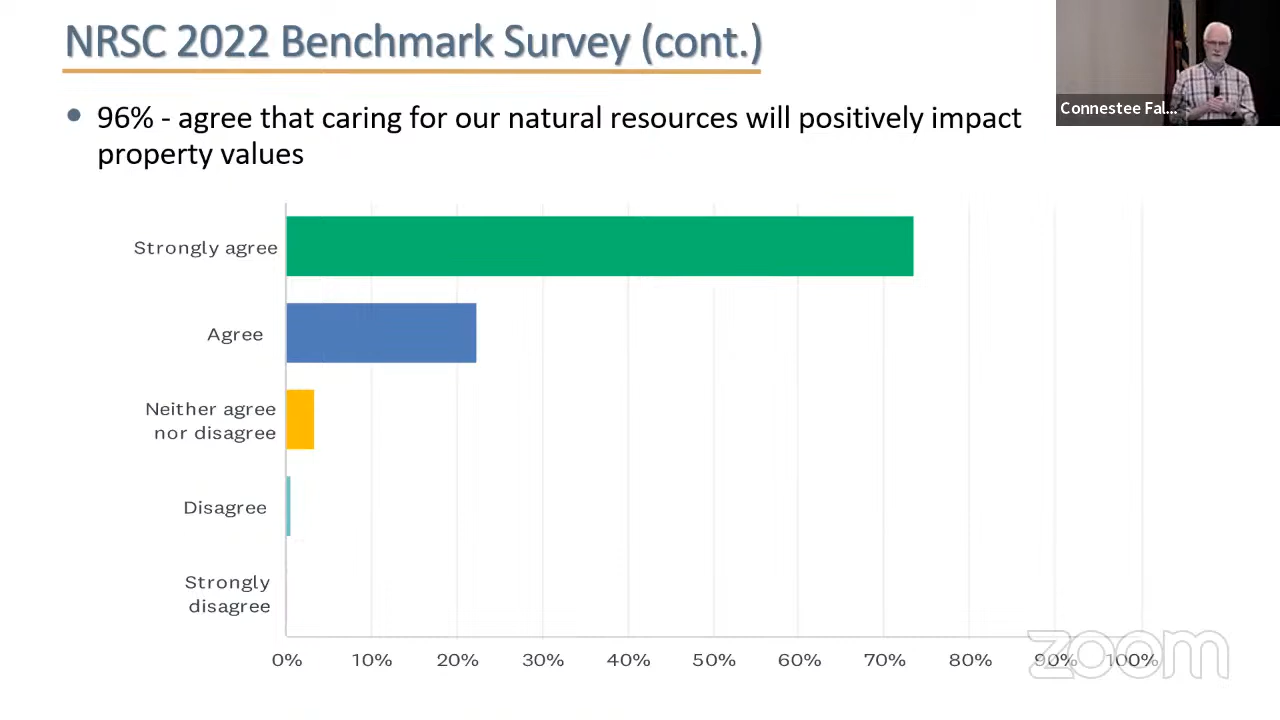 NRSC 2022 Benchmark Survey (cont.)
Connestee Fal...
• 96% - agree that caring for our natural resources will positively impact
property values
Strongly agree
Agree
Neither agree
nor disagree
Disagree
Strongly
disagree
0% 10% 20% 30% 40% 50% 60% 70% 80% 90% 100%
zoom